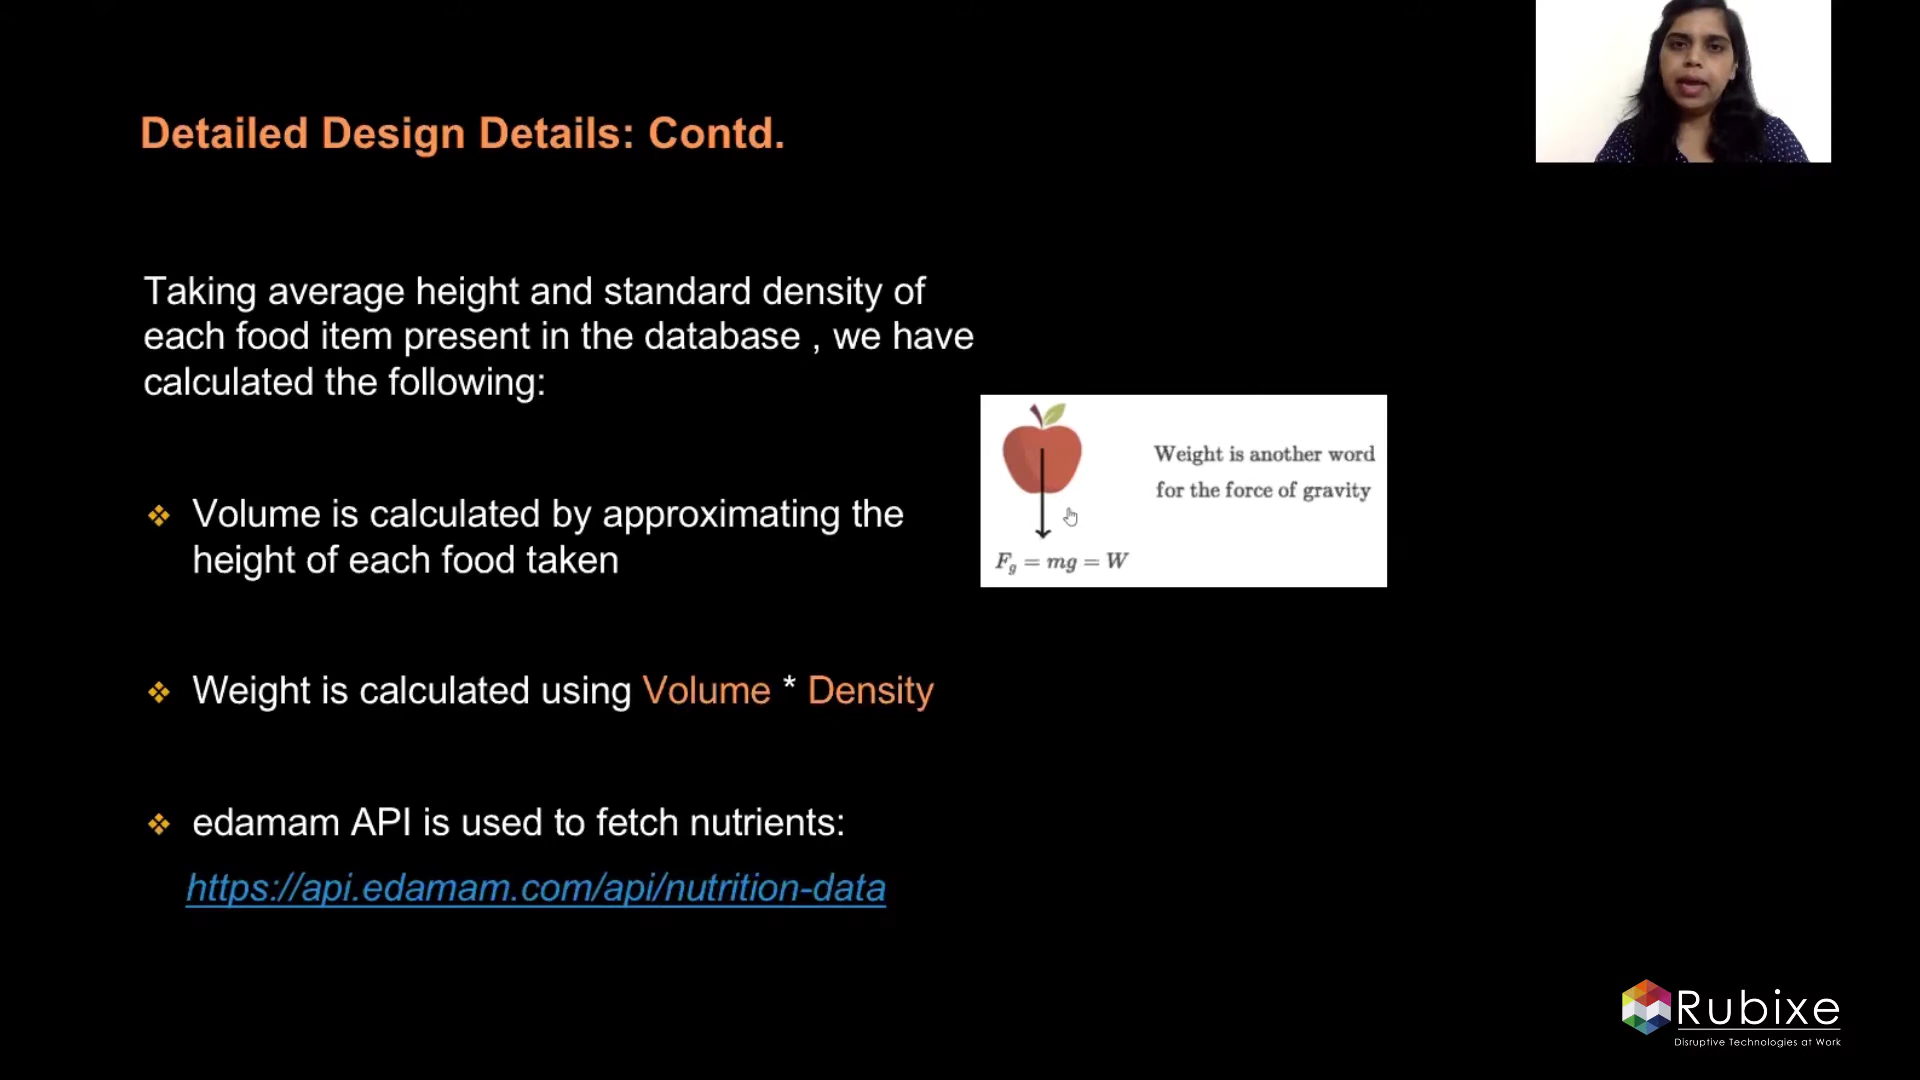 Detailed Design Details: Contd.
Taking average height and standard density of
each food item present in the database , we have
calculated the following:
❖ Volume is calculated by approximating the
height of each food taken
❖ Weight is calculated using Volume * Density
❖ edamam API is used to fetch nutrients:
https://api.edamam.com/api/nutrition-data
Weight is another word
for the force of gravity
Fg = mg = W
Rubixe
Disruptive Technologies at Work